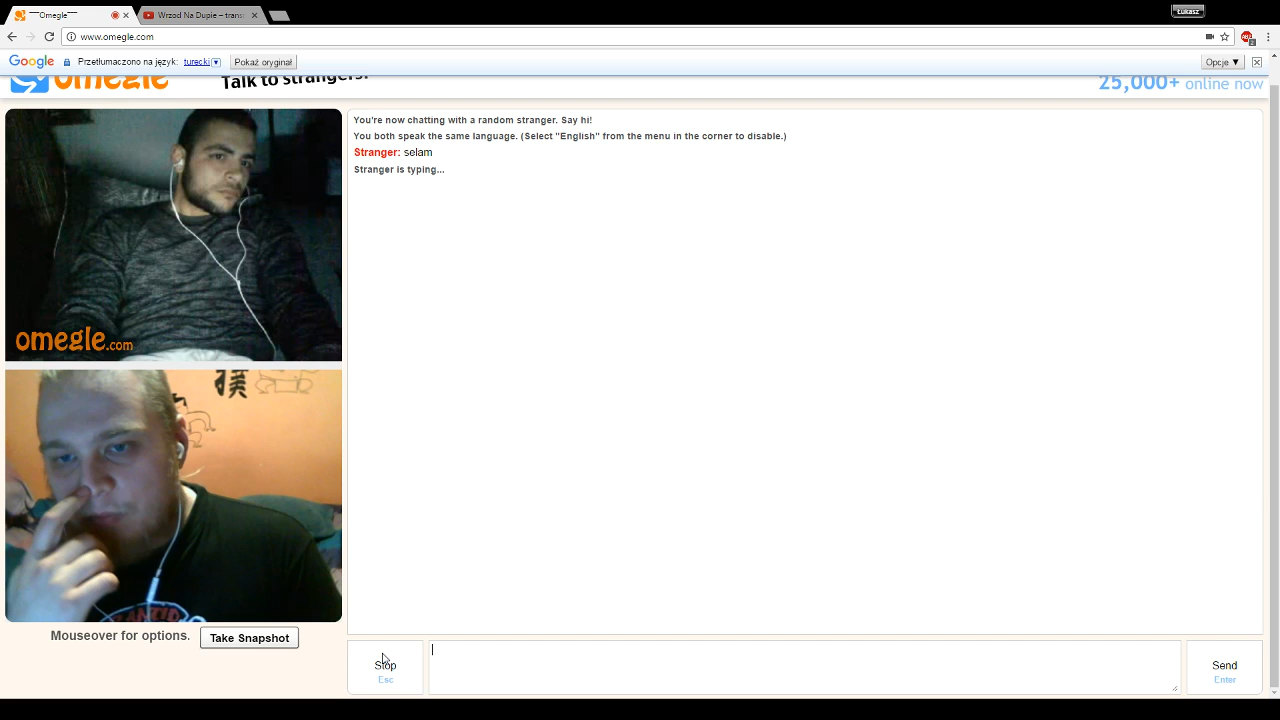 Omegle
Wrzod Na Dupie – trans
Łukasz
www.omegle.com
Google Przetłumaczono na język: turecki Pokaż oryginał Opcje
omegle Talk to strangers! 25,000+ online now
You're now chatting with a random stranger. Say hi!
You both speak the same language. (Select "English" from the menu in the corner to disable.)
Stranger: selam
Stranger is typing...
omegle.com
撲
Mouseover for options. Take Snapshot
Stop
Esc
Send
Enter